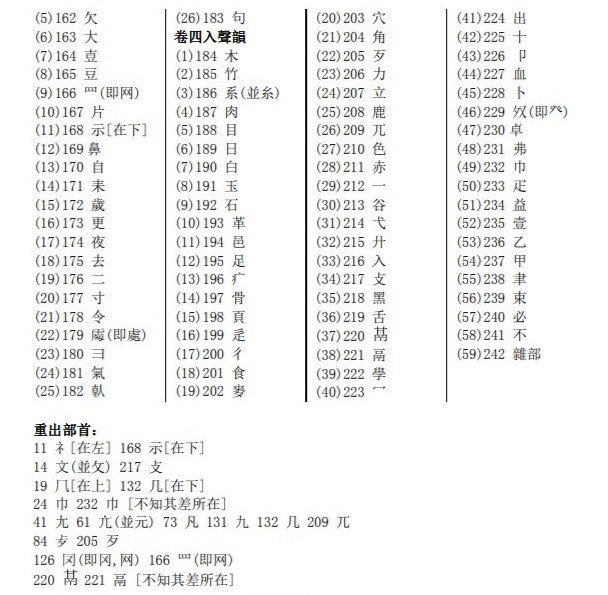 (5)162 欠
(6)163 大
(7)164 壴
(8)165 豆
(9)166 罒(即网)
(10)167 片
(11)168 示[在下]
(12)169鼻
(13)170 自
(14)171 耒
(15)172 歲
(16)173 更
(17)174 夜
(18)175 去
(19)176 二
(20)177 寸
(21)178 令
(22)179 (即處)
(23)180 彐
(24)181 氣
(25)182 倝
(26)183 句
卷四入聲韻
(1)184 木
(2)185 竹
(3)186 系(並糸)
(4)187 肉
(5)188 目
(6)189 日
(7)190 白
(8)191 玉
(9)192 石
(10)193 革
(11)194 邑
(12)195 足
(13)196 疒
(14)197 骨
(15)198 頁
(16)199 辵
(17)200 彳
(18)201 食
(19)202 麥
(20)203 穴
(21)204 角
(22)205 歹
(23)206 力
(24)207 立
(25)208 鹿
(26)209 兀
(27)210 色
(28)211 赤
(29)212 一
(30)213 谷
(31)214 弋
(32)215 廾
(33)216 入
(34)217 攴
(35)218 黑
(36)219 舌
(37)220
(38)221 鬲
(39)222 學
(40)223 冖
(41)224 出
(42)225 十
(43)226 卩
(44)227 血
(45)228 卜
(46)229 癶(即癶)
(47)230 卓
(48)231 弗
(49)232 巾
(50)233 疋
(51)234 益
(52)235 壹
(53)236 乙
(54)237 甲
(55)238 聿
(56)239 束
(57)240 必
(58)241 不
(59)242 雜部
重出部首：
11 礻[在左] 168 示[在下]
14 文(並攵) 217 攴
19 [在上] 132 几[在下]
24 巾 232 巾 [不知其差所在]
41 尢 61 亢(並元) 73 凡 131 九 132 几 209 兀
84 205 歹
126 冈(即冈,网) 166 罒(即网)
220 221 鬲 [不知其差所在]